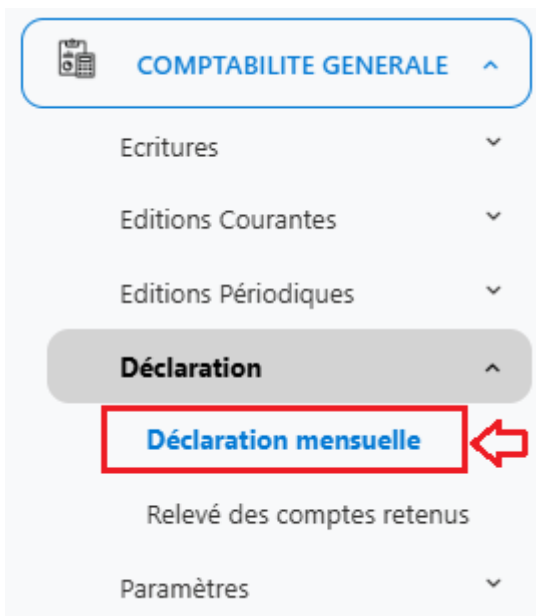 COMPTABILITE GENERALE
Ecritures
Editions Courantes
Editions Périodiques
Déclaration
Déclaration mensuelle
Relevé des comptes retenus
Paramètres